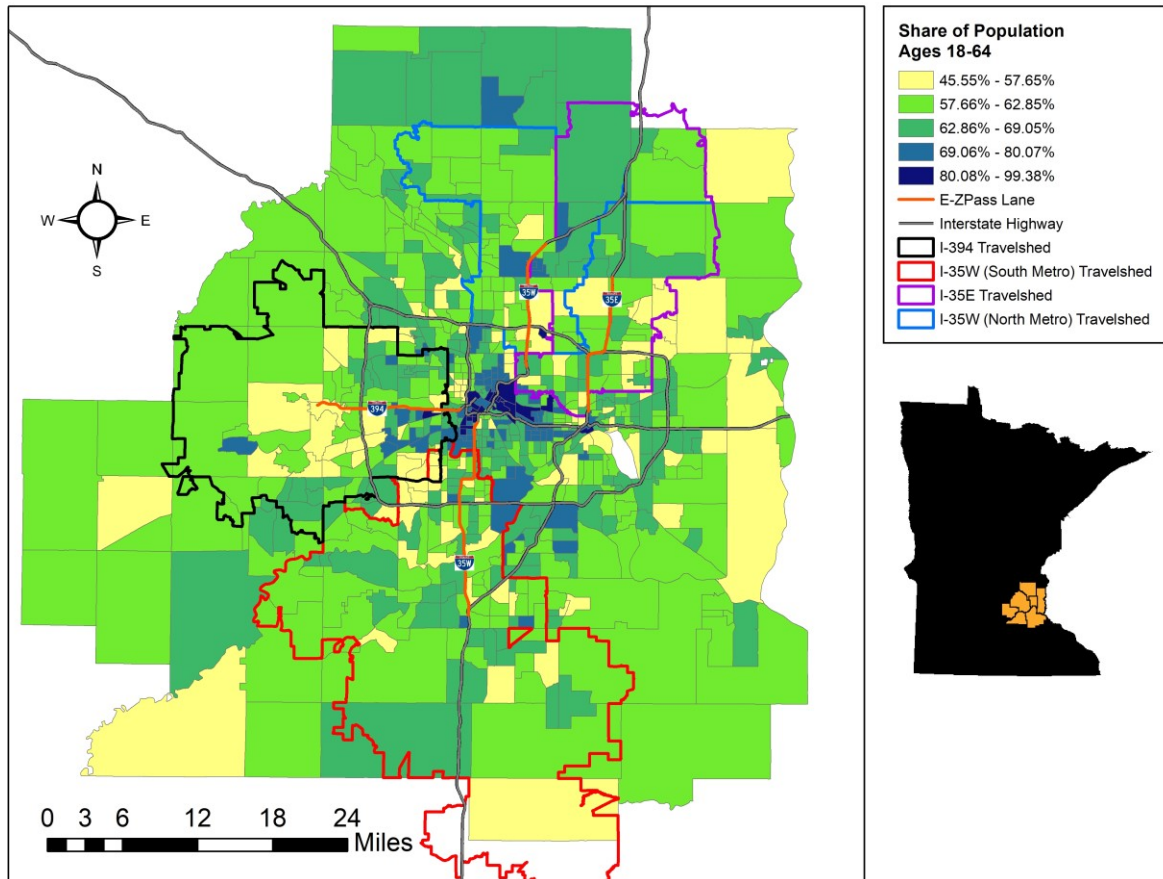 N
W
E
S
35W
35E
394
35W
0 3 6 12 18 24
Miles
Share of Population
Ages 18-64
45.55% - 57.65%
57.66% - 62.85%
62.86% - 69.05%
69.06% - 80.07%
80.08% - 99.38%
E-ZPass Lane
Interstate Highway
I-394 Travelshed
I-35W (South Metro) Travelshed
I-35E Travelshed
I-35W (North Metro) Travelshed